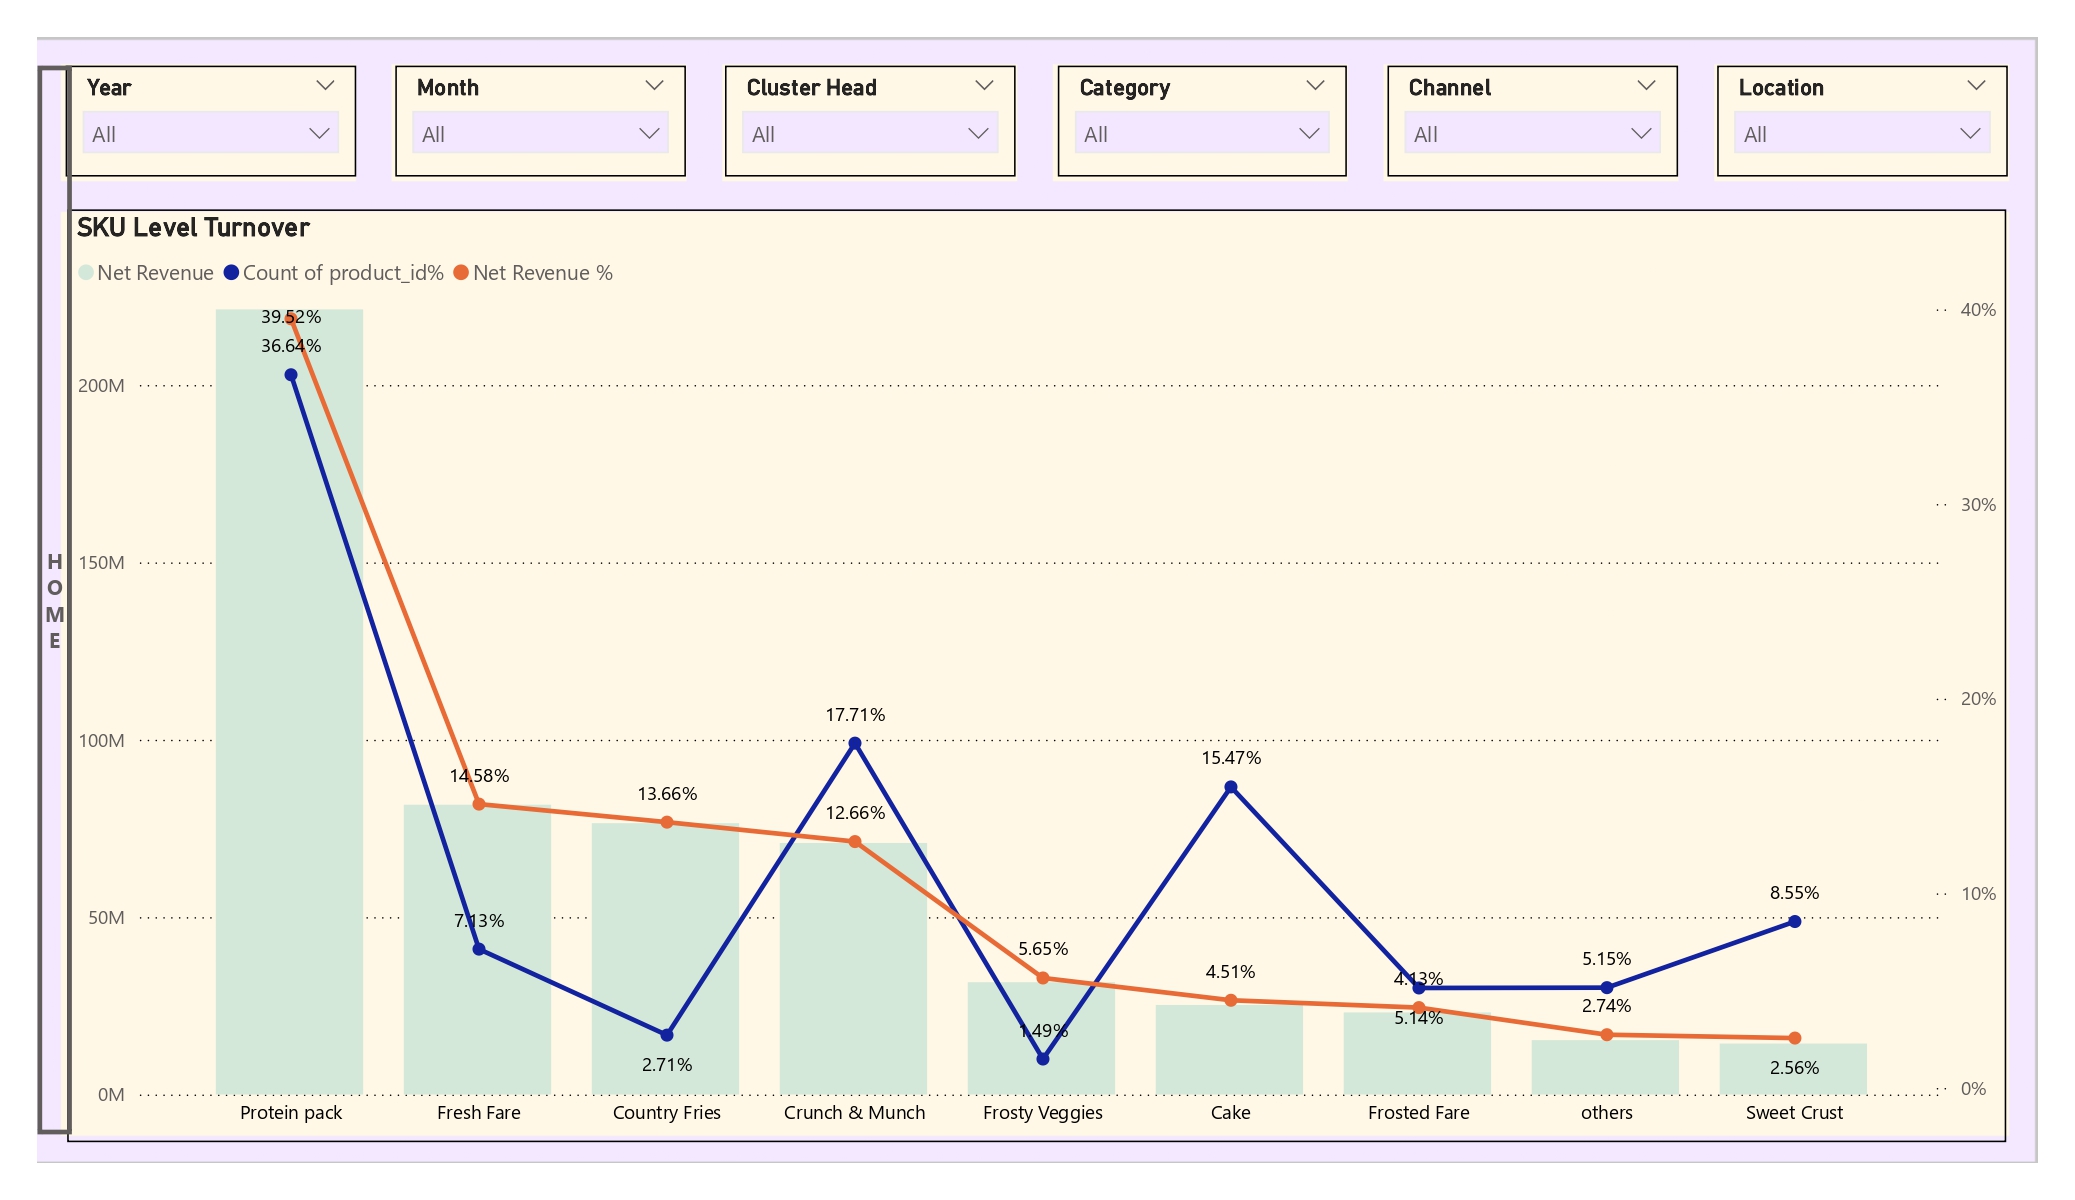 Year
Month
Cluster Head
Category
Channel
Location
All
All
All
All
All
All
HOME
SKU Level Turnover
Net Revenue
Count of product_id%
Net Revenue %
39.52%
36.64%
14.58%
7.13%
13.66%
2.71%
17.71%
12.66%
5.65%
1.49%
15.47%
4.51%
4.13%
5.14%
5.15%
2.74%
8.55%
2.56%
200M
150M
100M
50M
0M
40%
30%
20%
10%
0%
Protein pack
Fresh Fare
Country Fries
Crunch & Munch
Frosty Veggies
Cake
Frosted Fare
others
Sweet Crust